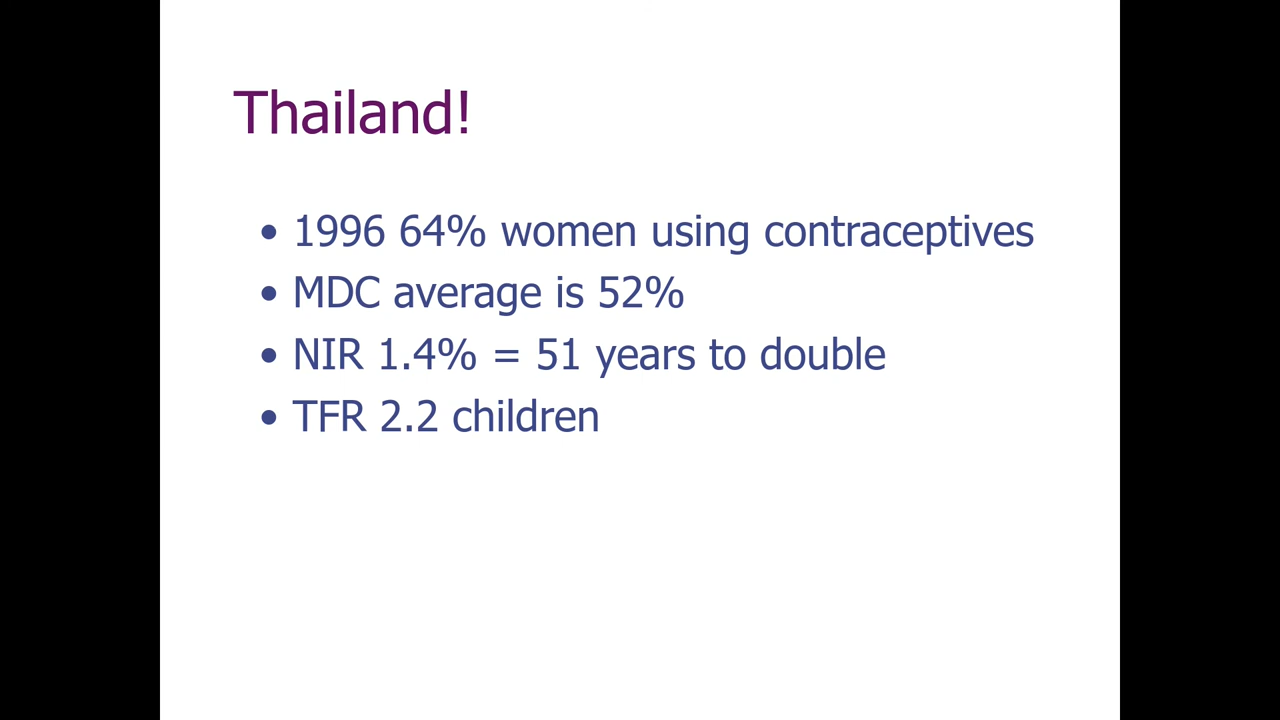 Thailand!
• 1996 64% women using contraceptives
• MDC average is 52%
• NIR 1.4% = 51 years to double
• TFR 2.2 children